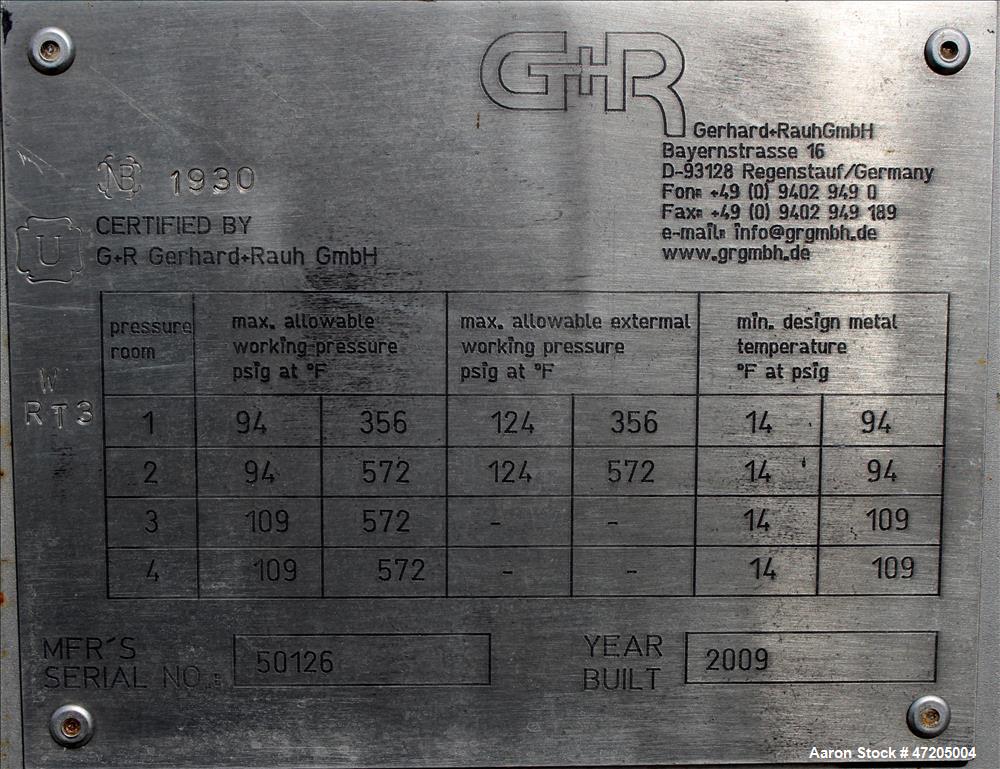 G+R
Gerhard+RauhGmbH
Bayernstrasse 16
D-93128 Regenstauf/Germany
Fon: +49 (0) 9402 949 0
Fax: +49 (0) 9402 949 189
e-mail: info@grgmbh.de
www.grgmbh.de
NB 1930
U
CERTIFIED BY
G+R Gerhard+Rauh GmbH
W
RT3
pressure room | max. allowable working pressure psig at °F | max. allowable extermal working pressure psig at °F | min. design metal temperature °F at psig
1 94 356 124 356 14 94
2 94 572 124 572 14 94
3 109 572 - - 14 109
4 109 572 - - 14 109
MFR'S
SERIAL NO.: 50126
YEAR
BUILT 2009
Aaron Stock # 47205004